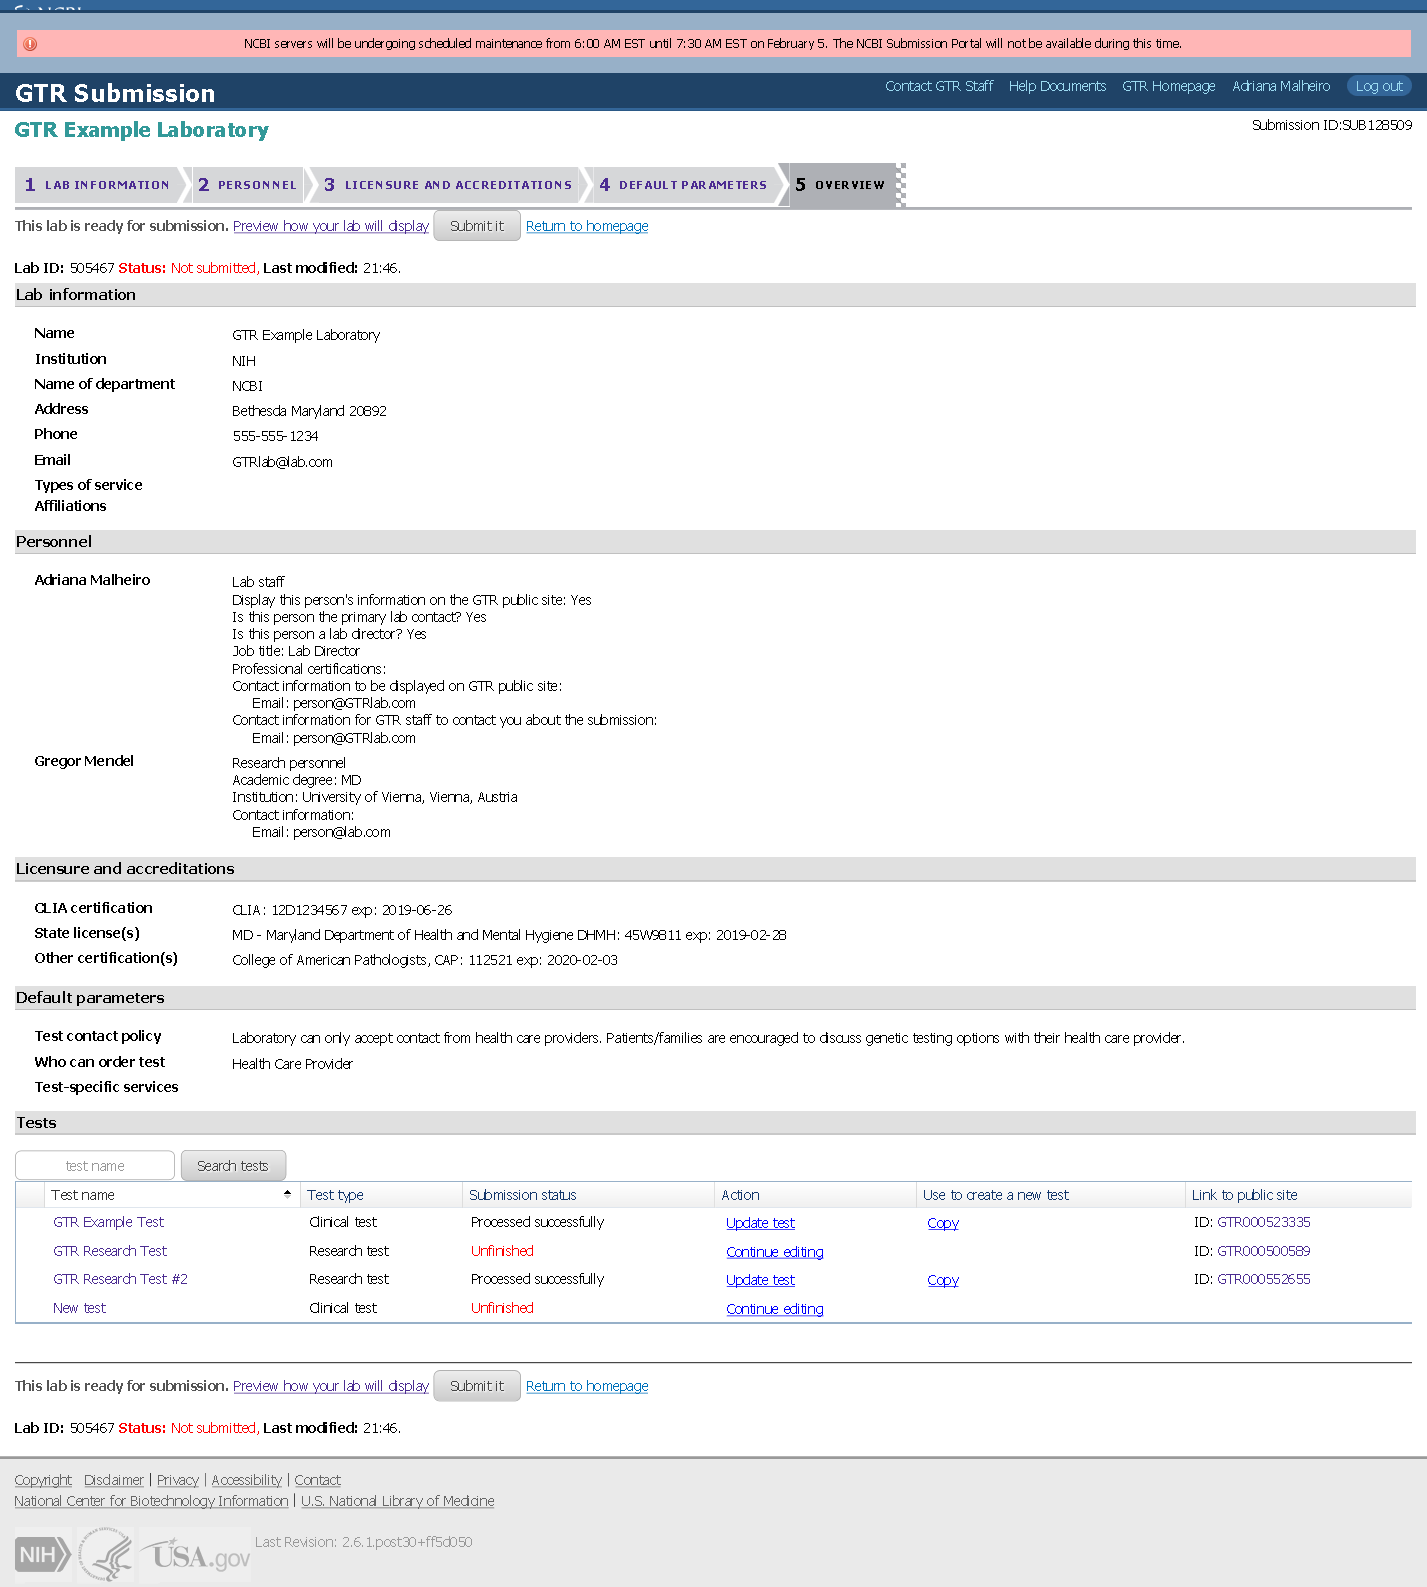 NCBI
NCBI servers will be undergoing scheduled maintenance from 6:00 AM EST until 7:30 AM EST on February 5. The NCBI Submission Portal will not be available during this time.
GTR Submission
Contact GTR Staff Help Documents GTR Homepage Adriana Malheiro Log out
GTR Example Laboratory
Submission ID:SUB128509
1 LAB INFORMATION 2 PERSONNEL 3 LICENSURE AND ACCREDITATIONS 4 DEFAULT PARAMETERS 5 OVERVIEW
This lab is ready for submission. Preview how your lab will display Submit it Return to homepage
Lab ID: 505467 Status: Not submitted, Last modified: 21:46.
Lab information
Name GTR Example Laboratory
Institution NIH
Name of department NCBI
Address Bethesda Maryland 20892
Phone 555-555-1234
Email GTRlab@lab.com
Types of service
Affiliations
Personnel
Adriana Malheiro Lab staff
Display this person's information on the GTR public site: Yes
Is this person the primary lab contact? Yes
Is this person a lab director? Yes
Job title: Lab Director
Professional certifications:
Contact information to be displayed on GTR public site:
Email: person@GTRlab.com
Contact information for GTR staff to contact you about the submission:
Email: person@GTRlab.com
Gregor Mendel Research personnel
Academic degree: MD
Institution: University of Vienna, Vienna, Austria
Contact information:
Email: person@lab.com
Licensure and accreditations
CLIA certification CLIA: 12D1234567 exp: 2019-06-26
State license(s) MD - Maryland Department of Health and Mental Hygiene DHMH: 45W9811 exp: 2019-02-28
Other certification(s) College of American Pathologists, CAP: 112521 exp: 2020-02-03
Default parameters
Test contact policy Laboratory can only accept contact from health care providers. Patients/families are encouraged to discuss genetic testing options with their health care provider.
Who can order test Health Care Provider
Test-specific services
Tests
test name Search tests
Test name Test type Submission status Action Use to create a new test Link to public site
GTR Example Test Clinical test Processed successfully Update test Copy ID: GTR000523335
GTR Research Test Research test Unfinished Continue editing ID: GTR000500589
GTR Research Test #2 Research test Processed successfully Update test Copy ID: GTR000552655
New test Clinical test Unfinished Continue editing
This lab is ready for submission. Preview how your lab will display Submit it Return to homepage
Lab ID: 505467 Status: Not submitted, Last modified: 21:46.
Copyright Disclaimer | Privacy | Accessibility | Contact
National Center for Biotechnology Information | U.S. National Library of Medicine
NIH USA.gov Last Revision: 2.6.1.post30+ff5d050